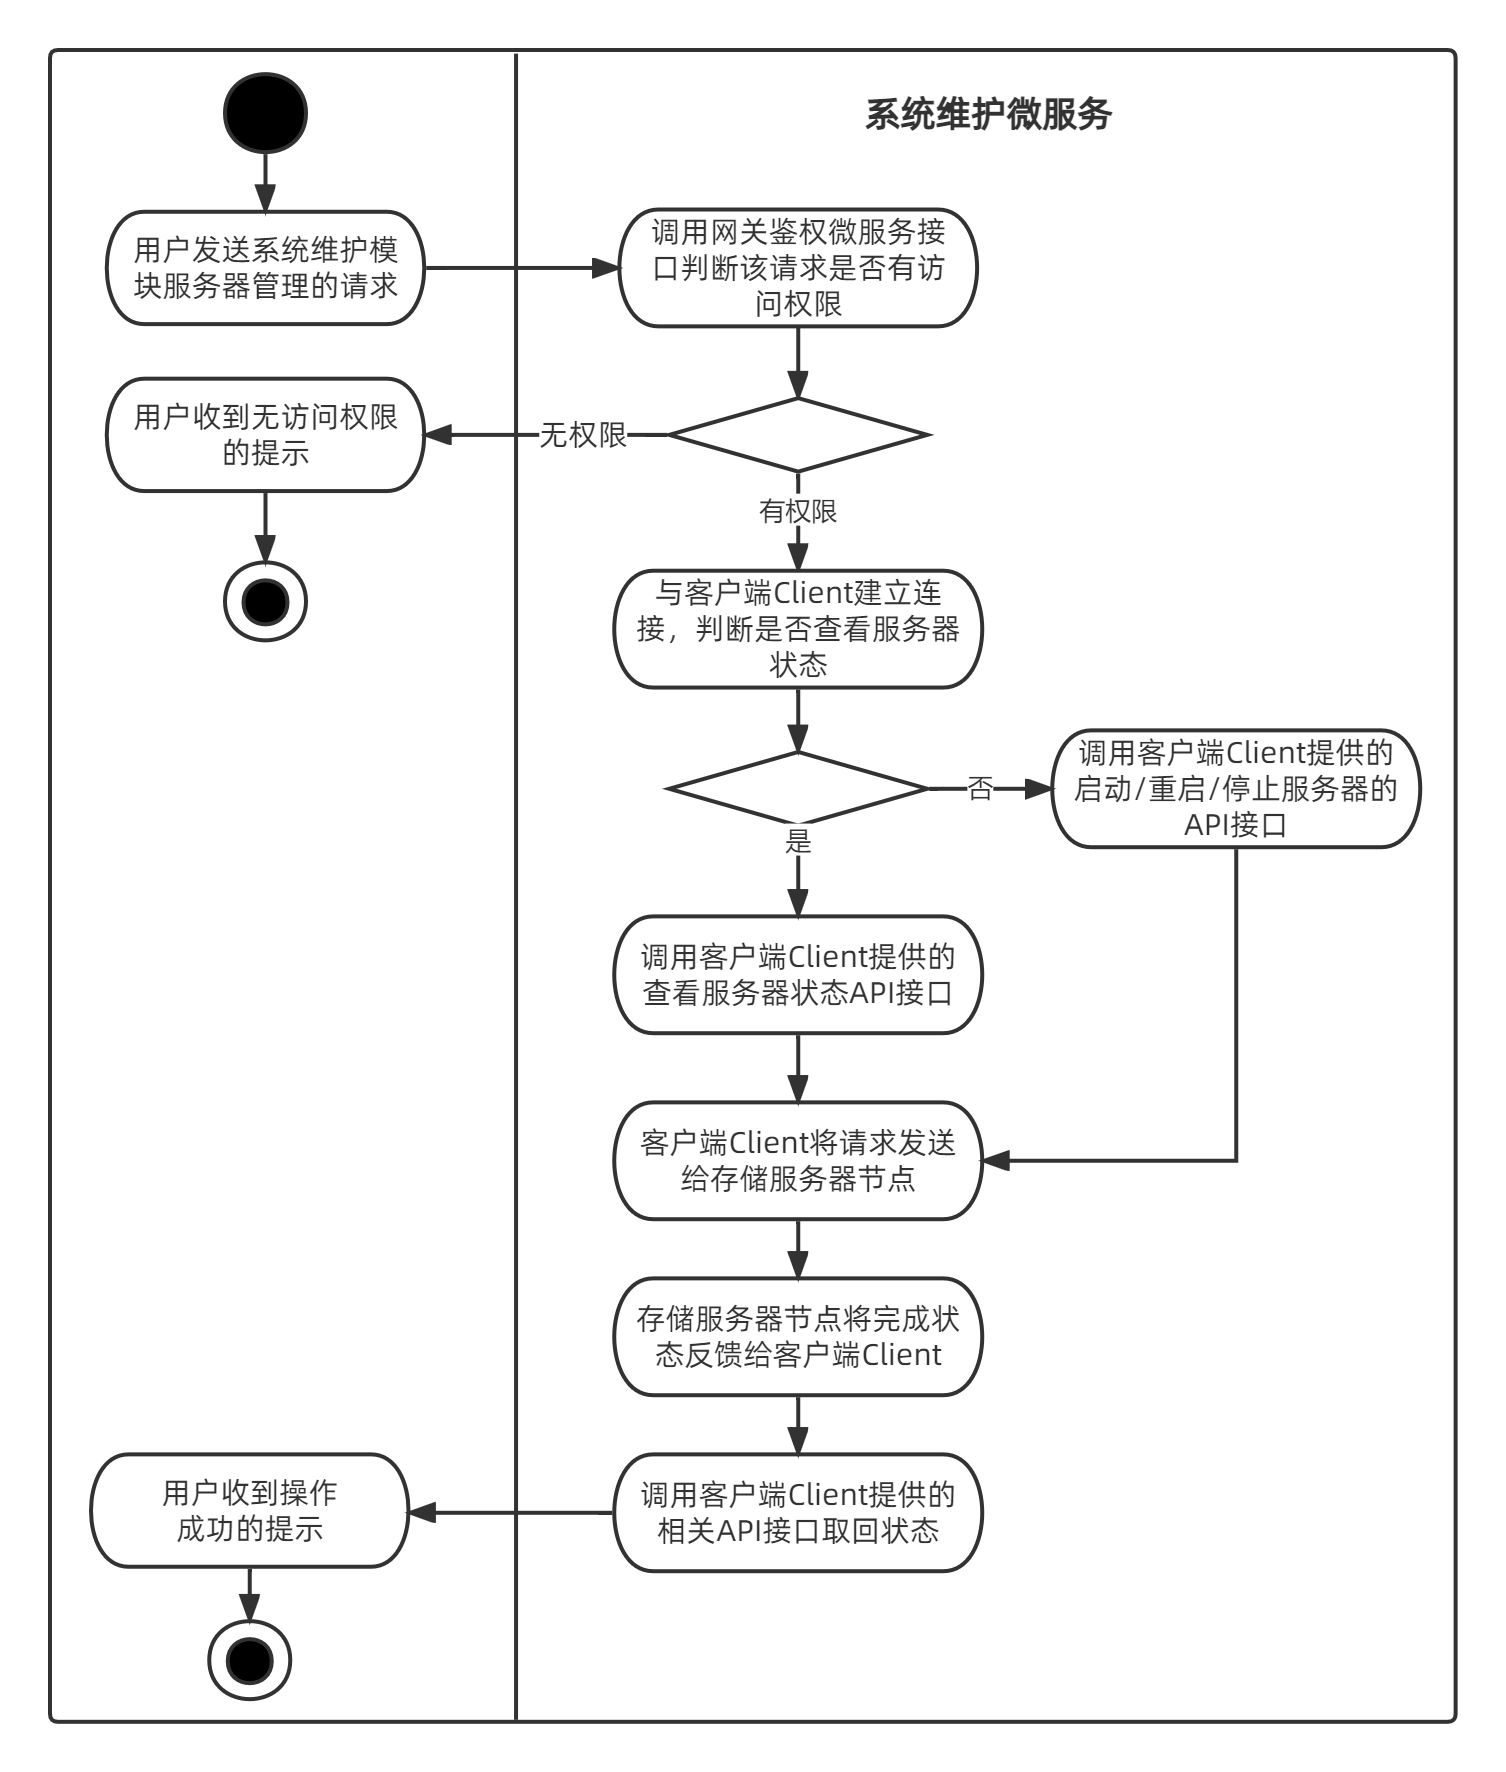 系统维护微服务
用户发送系统维护模
块服务器管理的请求
调用网关鉴权微服务接
口判断该请求是否有访
问权限
用户收到无访问权限
的提示
无权限
有权限
与客户端Client建立连
接，判断是否查看服务器
状态
否
调用客户端Client提供的
启动/重启/停止服务器的
API接口
是
调用客户端Client提供的
查看服务器状态API接口
客户端Client将请求发送
给存储服务器节点
存储服务器节点将完成状
态反馈给客户端Client
调用客户端Client提供的
相关API接口取回状态
用户收到操作
成功的提示